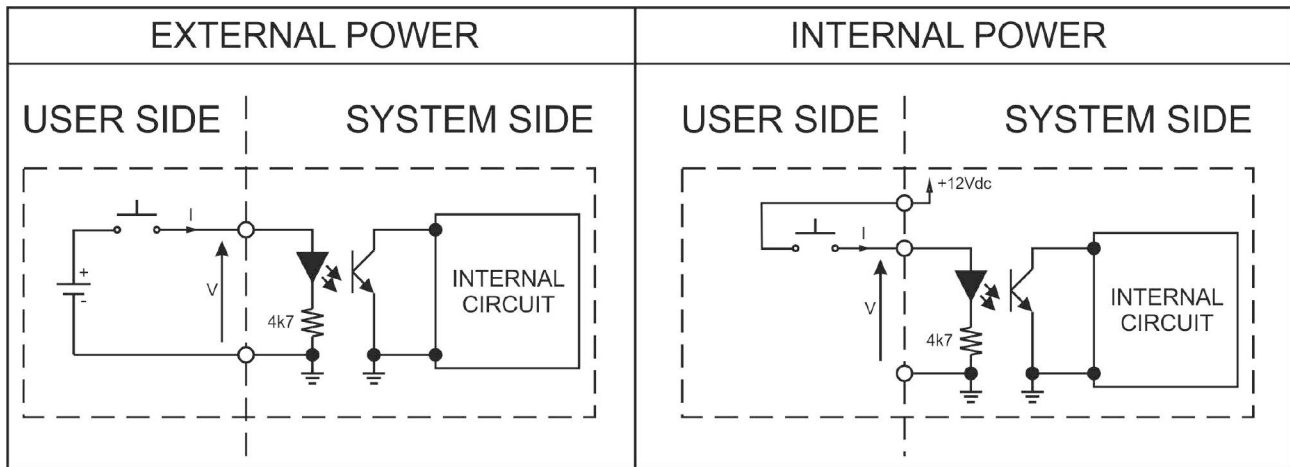 EXTERNAL POWER
USER SIDE
SYSTEM SIDE
I
+
-
V
4k7
INTERNAL
CIRCUIT
INTERNAL POWER
USER SIDE
SYSTEM SIDE
+12Vdc
I
V
4k7
INTERNAL
CIRCUIT